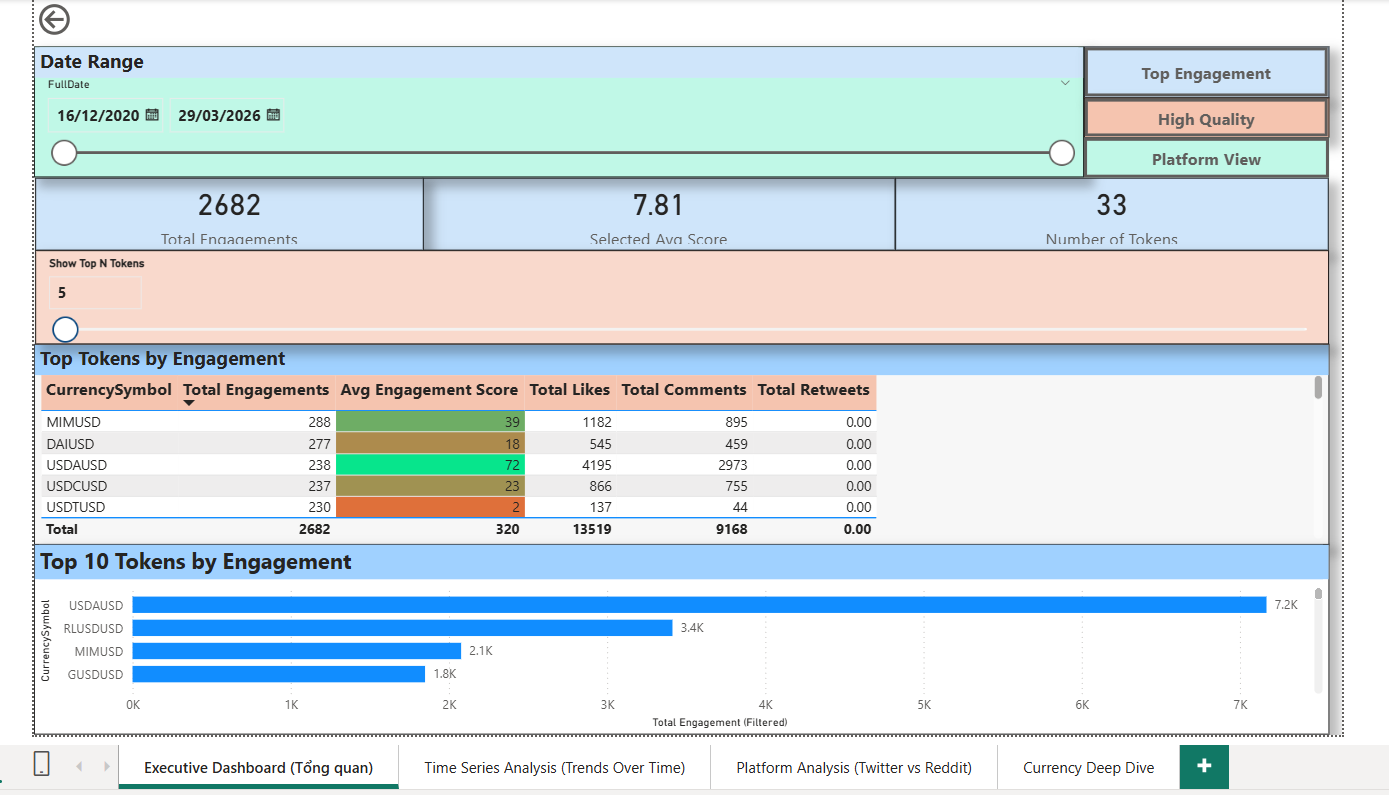 Date Range
FullDate
16/12/2020 29/03/2026
Top Engagement
High Quality
Platform View
2682
Total Engagements
7.81
Selected Avg Score
33
Number of Tokens
Show Top N Tokens
5
Top Tokens by Engagement
CurrencySymbol Total Engagements Avg Engagement Score Total Likes Total Comments Total Retweets
MIMUSD 288 39 1182 895 0.00
DAIUSD 277 18 545 459 0.00
USDAUSD 238 72 4195 2973 0.00
USDCUSD 237 23 866 755 0.00
USDTUSD 230 2 137 44 0.00
Total 2682 320 13519 9168 0.00
Top 10 Tokens by Engagement
CurrencySymbol
USDAUSD 7.2K
RLUSDUSD 3.4K
MIMUSD 2.1K
GUSDUSD 1.8K
0K 1K 2K 3K 4K 5K 6K 7K
Total Engagement (Filtered)
Executive Dashboard (Tổng quan) Time Series Analysis (Trends Over Time) Platform Analysis (Twitter vs Reddit) Currency Deep Dive